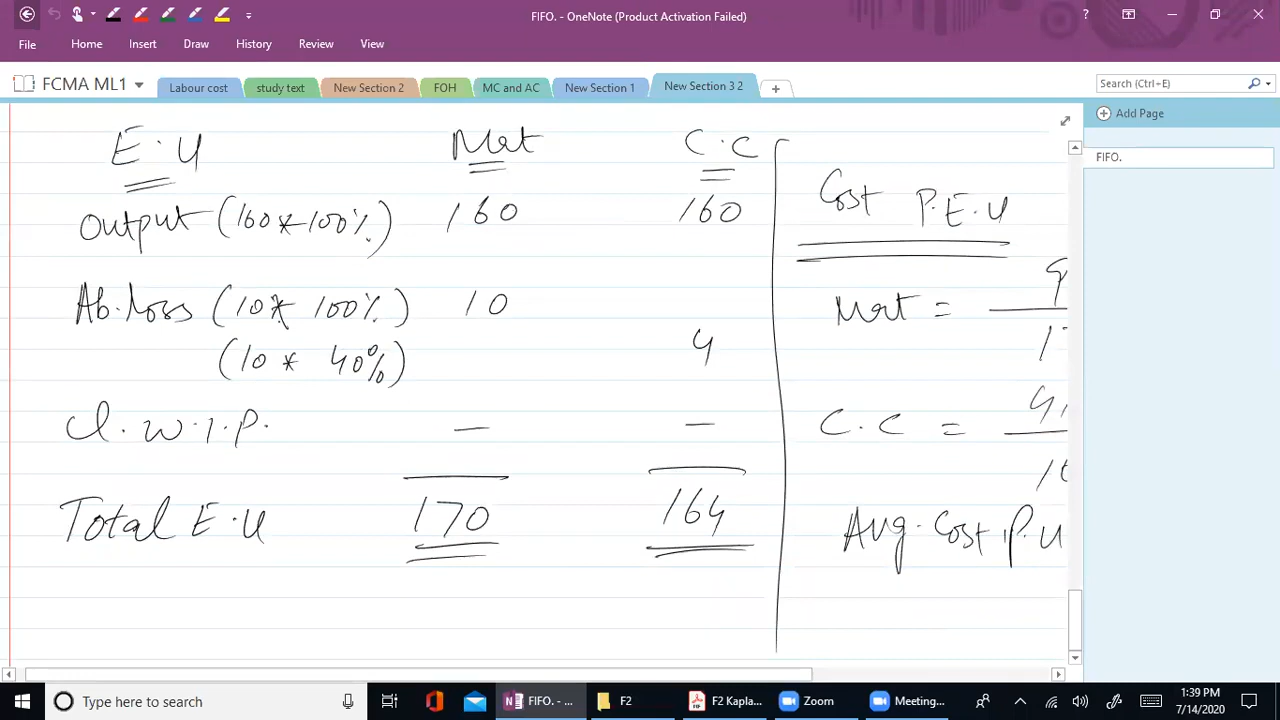 FIFO. - OneNote (Product Activation Failed)
File Home Insert Draw History Review View
FCMA ML1
Labour cost study text New Section 2 FOH MC and AC New Section 1 New Section 3 2
Search (Ctrl+E)
Add Page
FIFO.
E.U Mat C.C
Cost P.E.U
Output (160*100%) 160 160
Ab.loss (10* 100%) 10
Mat =
(10 * 40%) 4
Cl.W.I.P. — —
C.C =
Total E.U 170 164
Avg.Cost.P.U
Type here to search
FIFO. - ...
F2
F2 Kapla...
Zoom
Meeting...
1:39 PM
7/14/2020